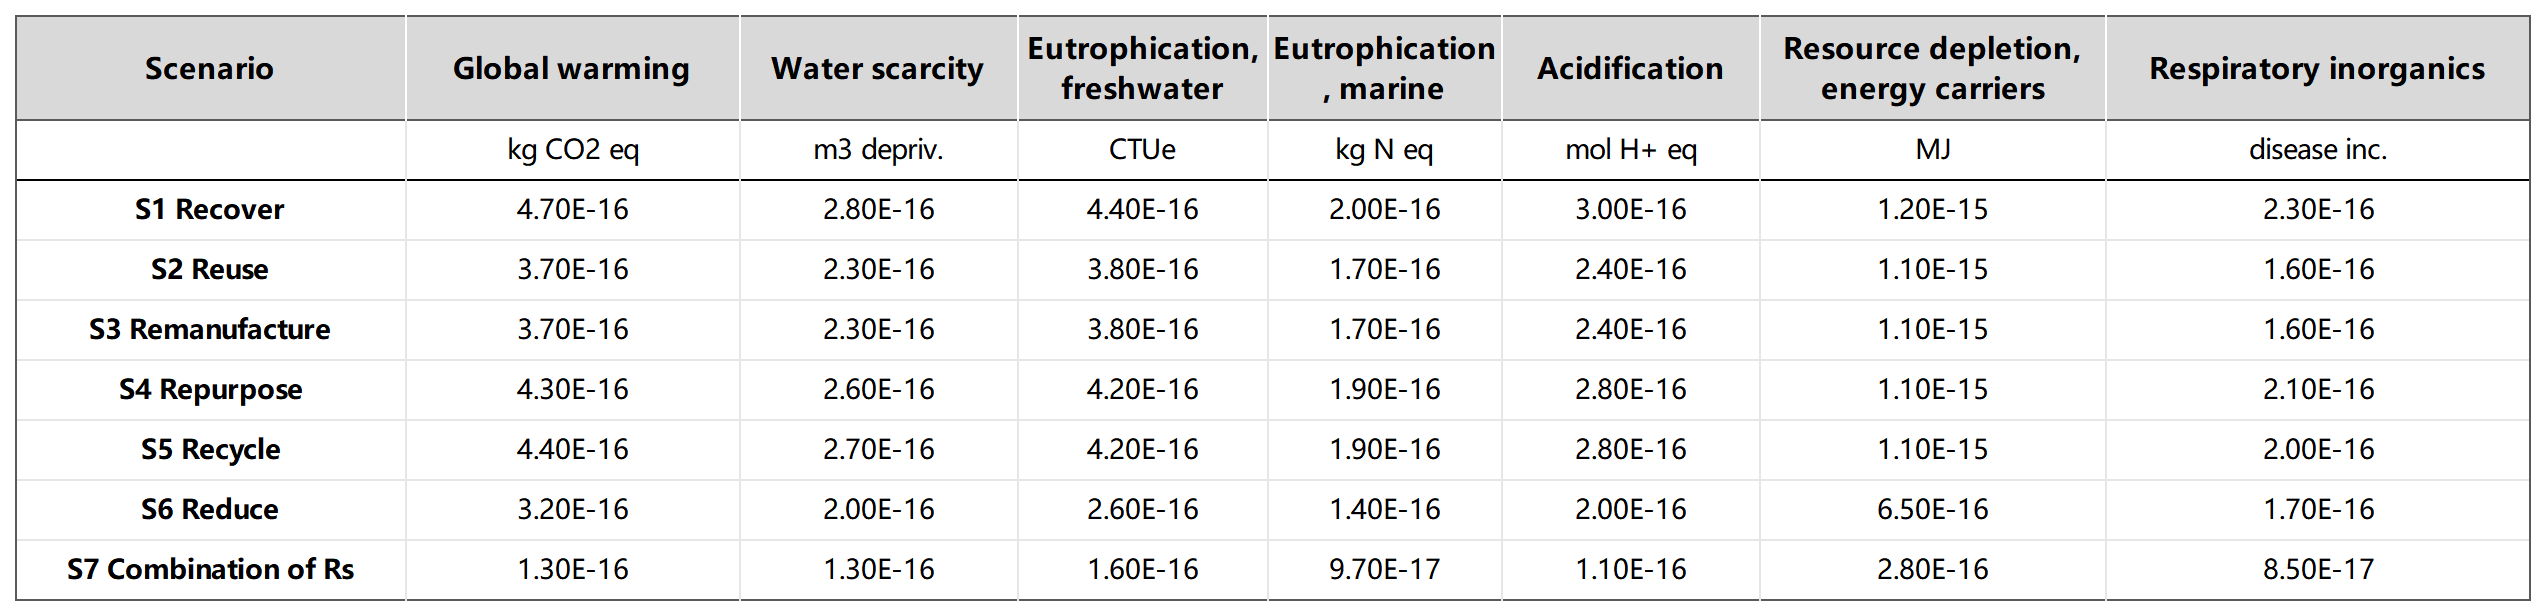 Scenario Global warming Water scarcity Eutrophication, freshwater Eutrophication , marine Acidification Resource depletion, energy carriers Respiratory inorganics
kg CO2 eq m3 depriv. CTUe kg N eq mol H+ eq MJ disease inc.
S1 Recover 4.70E-16 2.80E-16 4.40E-16 2.00E-16 3.00E-16 1.20E-15 2.30E-16
S2 Reuse 3.70E-16 2.30E-16 3.80E-16 1.70E-16 2.40E-16 1.10E-15 1.60E-16
S3 Remanufacture 3.70E-16 2.30E-16 3.80E-16 1.70E-16 2.40E-16 1.10E-15 1.60E-16
S4 Repurpose 4.30E-16 2.60E-16 4.20E-16 1.90E-16 2.80E-16 1.10E-15 2.10E-16
S5 Recycle 4.40E-16 2.70E-16 4.20E-16 1.90E-16 2.80E-16 1.10E-15 2.00E-16
S6 Reduce 3.20E-16 2.00E-16 2.60E-16 1.40E-16 2.00E-16 6.50E-16 1.70E-16
S7 Combination of Rs 1.30E-16 1.30E-16 1.60E-16 9.70E-17 1.10E-16 2.80E-16 8.50E-17